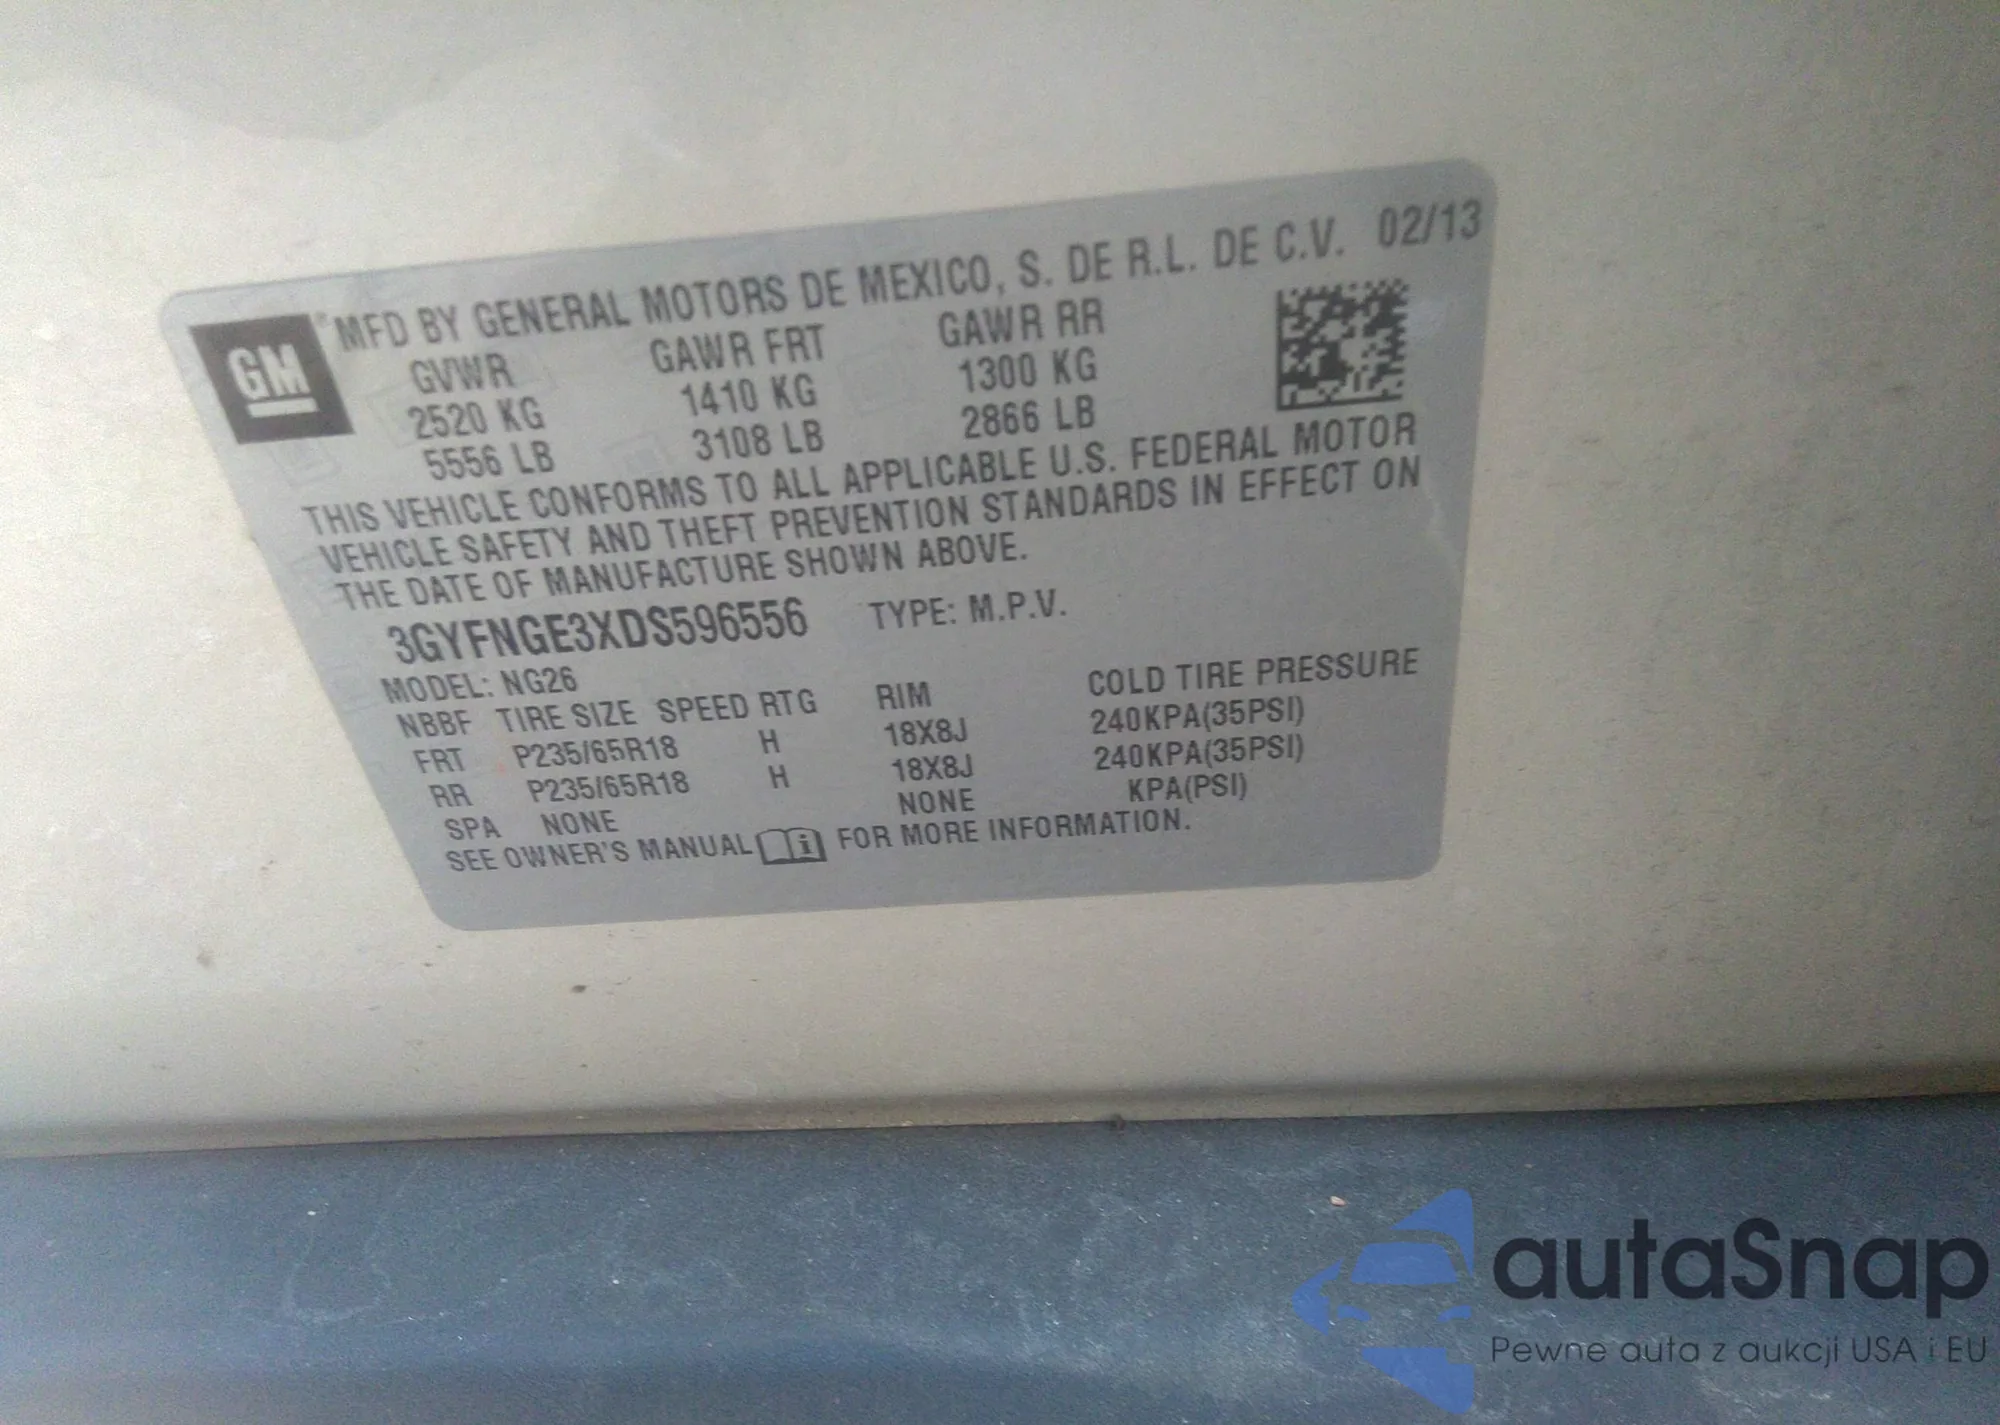 GM® MFD BY GENERAL MOTORS DE MEXICO, S. DE R.L. DE C.V. 02/13
GVWR GAWR FRT GAWR RR
2520 KG 1410 KG 1300 KG
5556 LB 3108 LB 2866 LB
THIS VEHICLE CONFORMS TO ALL APPLICABLE U.S. FEDERAL MOTOR
VEHICLE SAFETY AND THEFT PREVENTION STANDARDS IN EFFECT ON
THE DATE OF MANUFACTURE SHOWN ABOVE.
3GYFNGE3XDS596556 TYPE: M.P.V.
MODEL: NG26
NBBF TIRE SIZE SPEED RTG RIM COLD TIRE PRESSURE
FRT P235/65R18 H 18X8J 240KPA(35PSI)
RR P235/65R18 H 18X8J 240KPA(35PSI)
SPA NONE NONE KPA(PSI)
SEE OWNER'S MANUAL i FOR MORE INFORMATION.
autaSnap
Pewne auta z aukcji USA i EU